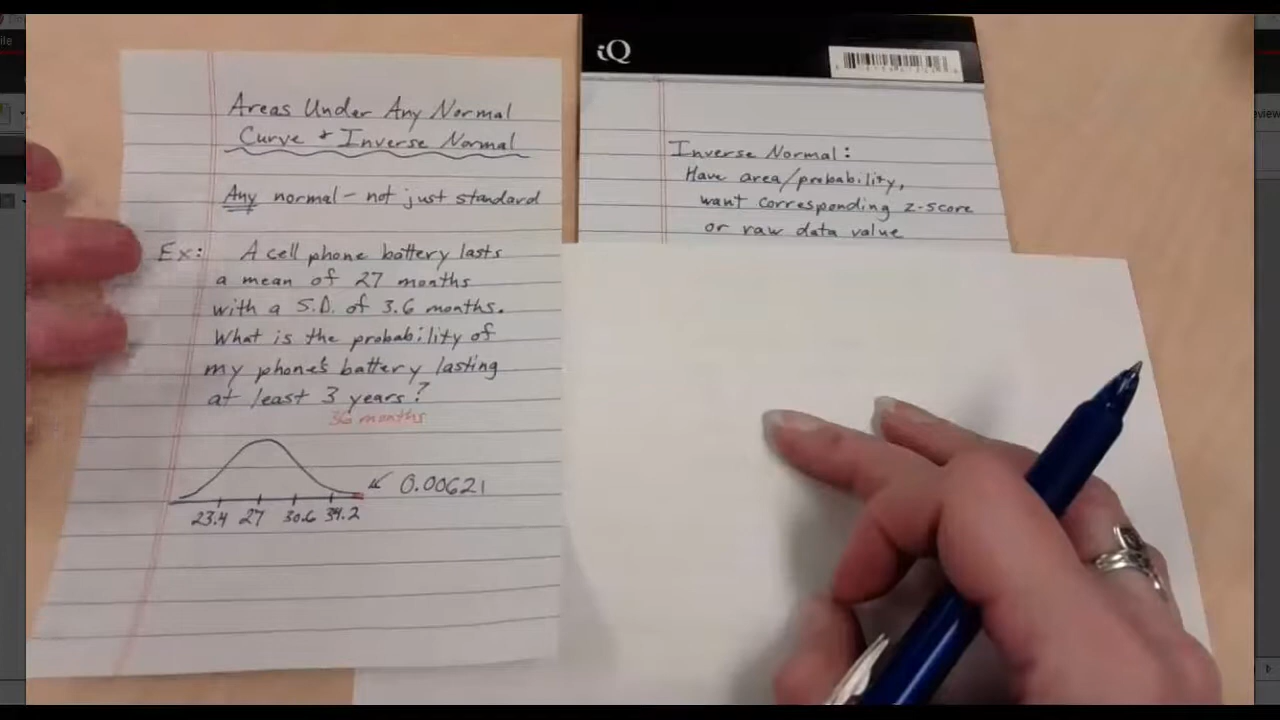 iQ
Areas Under Any Normal
Curve + Inverse Normal
Any normal - not just standard
Ex: A cell phone battery lasts
a mean of 27 months
with a S.D. of 3.6 months.
What is the probability of
my phone's battery lasting
at least 3 years?
36 months
0.00621
23.4 27 30.6 34.2
Inverse Normal:
Have area/probability,
want corresponding z-score
or raw data value